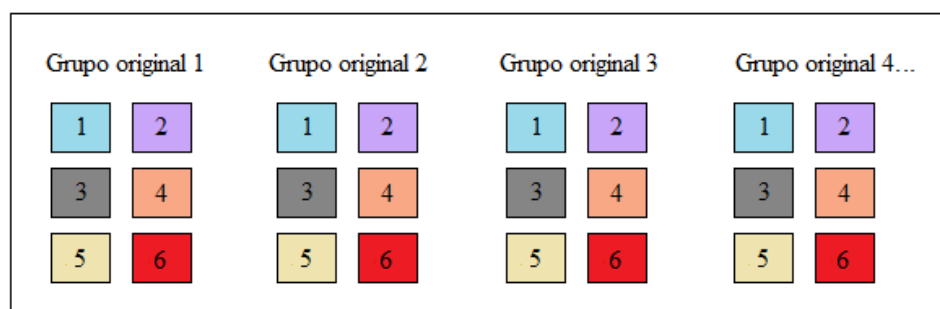 Grupo original 1 Grupo original 2 Grupo original 3 Grupo original 4...
1 2 1 2 1 2 1 2
3 4 3 4 3 4 3 4
5 6 5 6 5 6 5 6